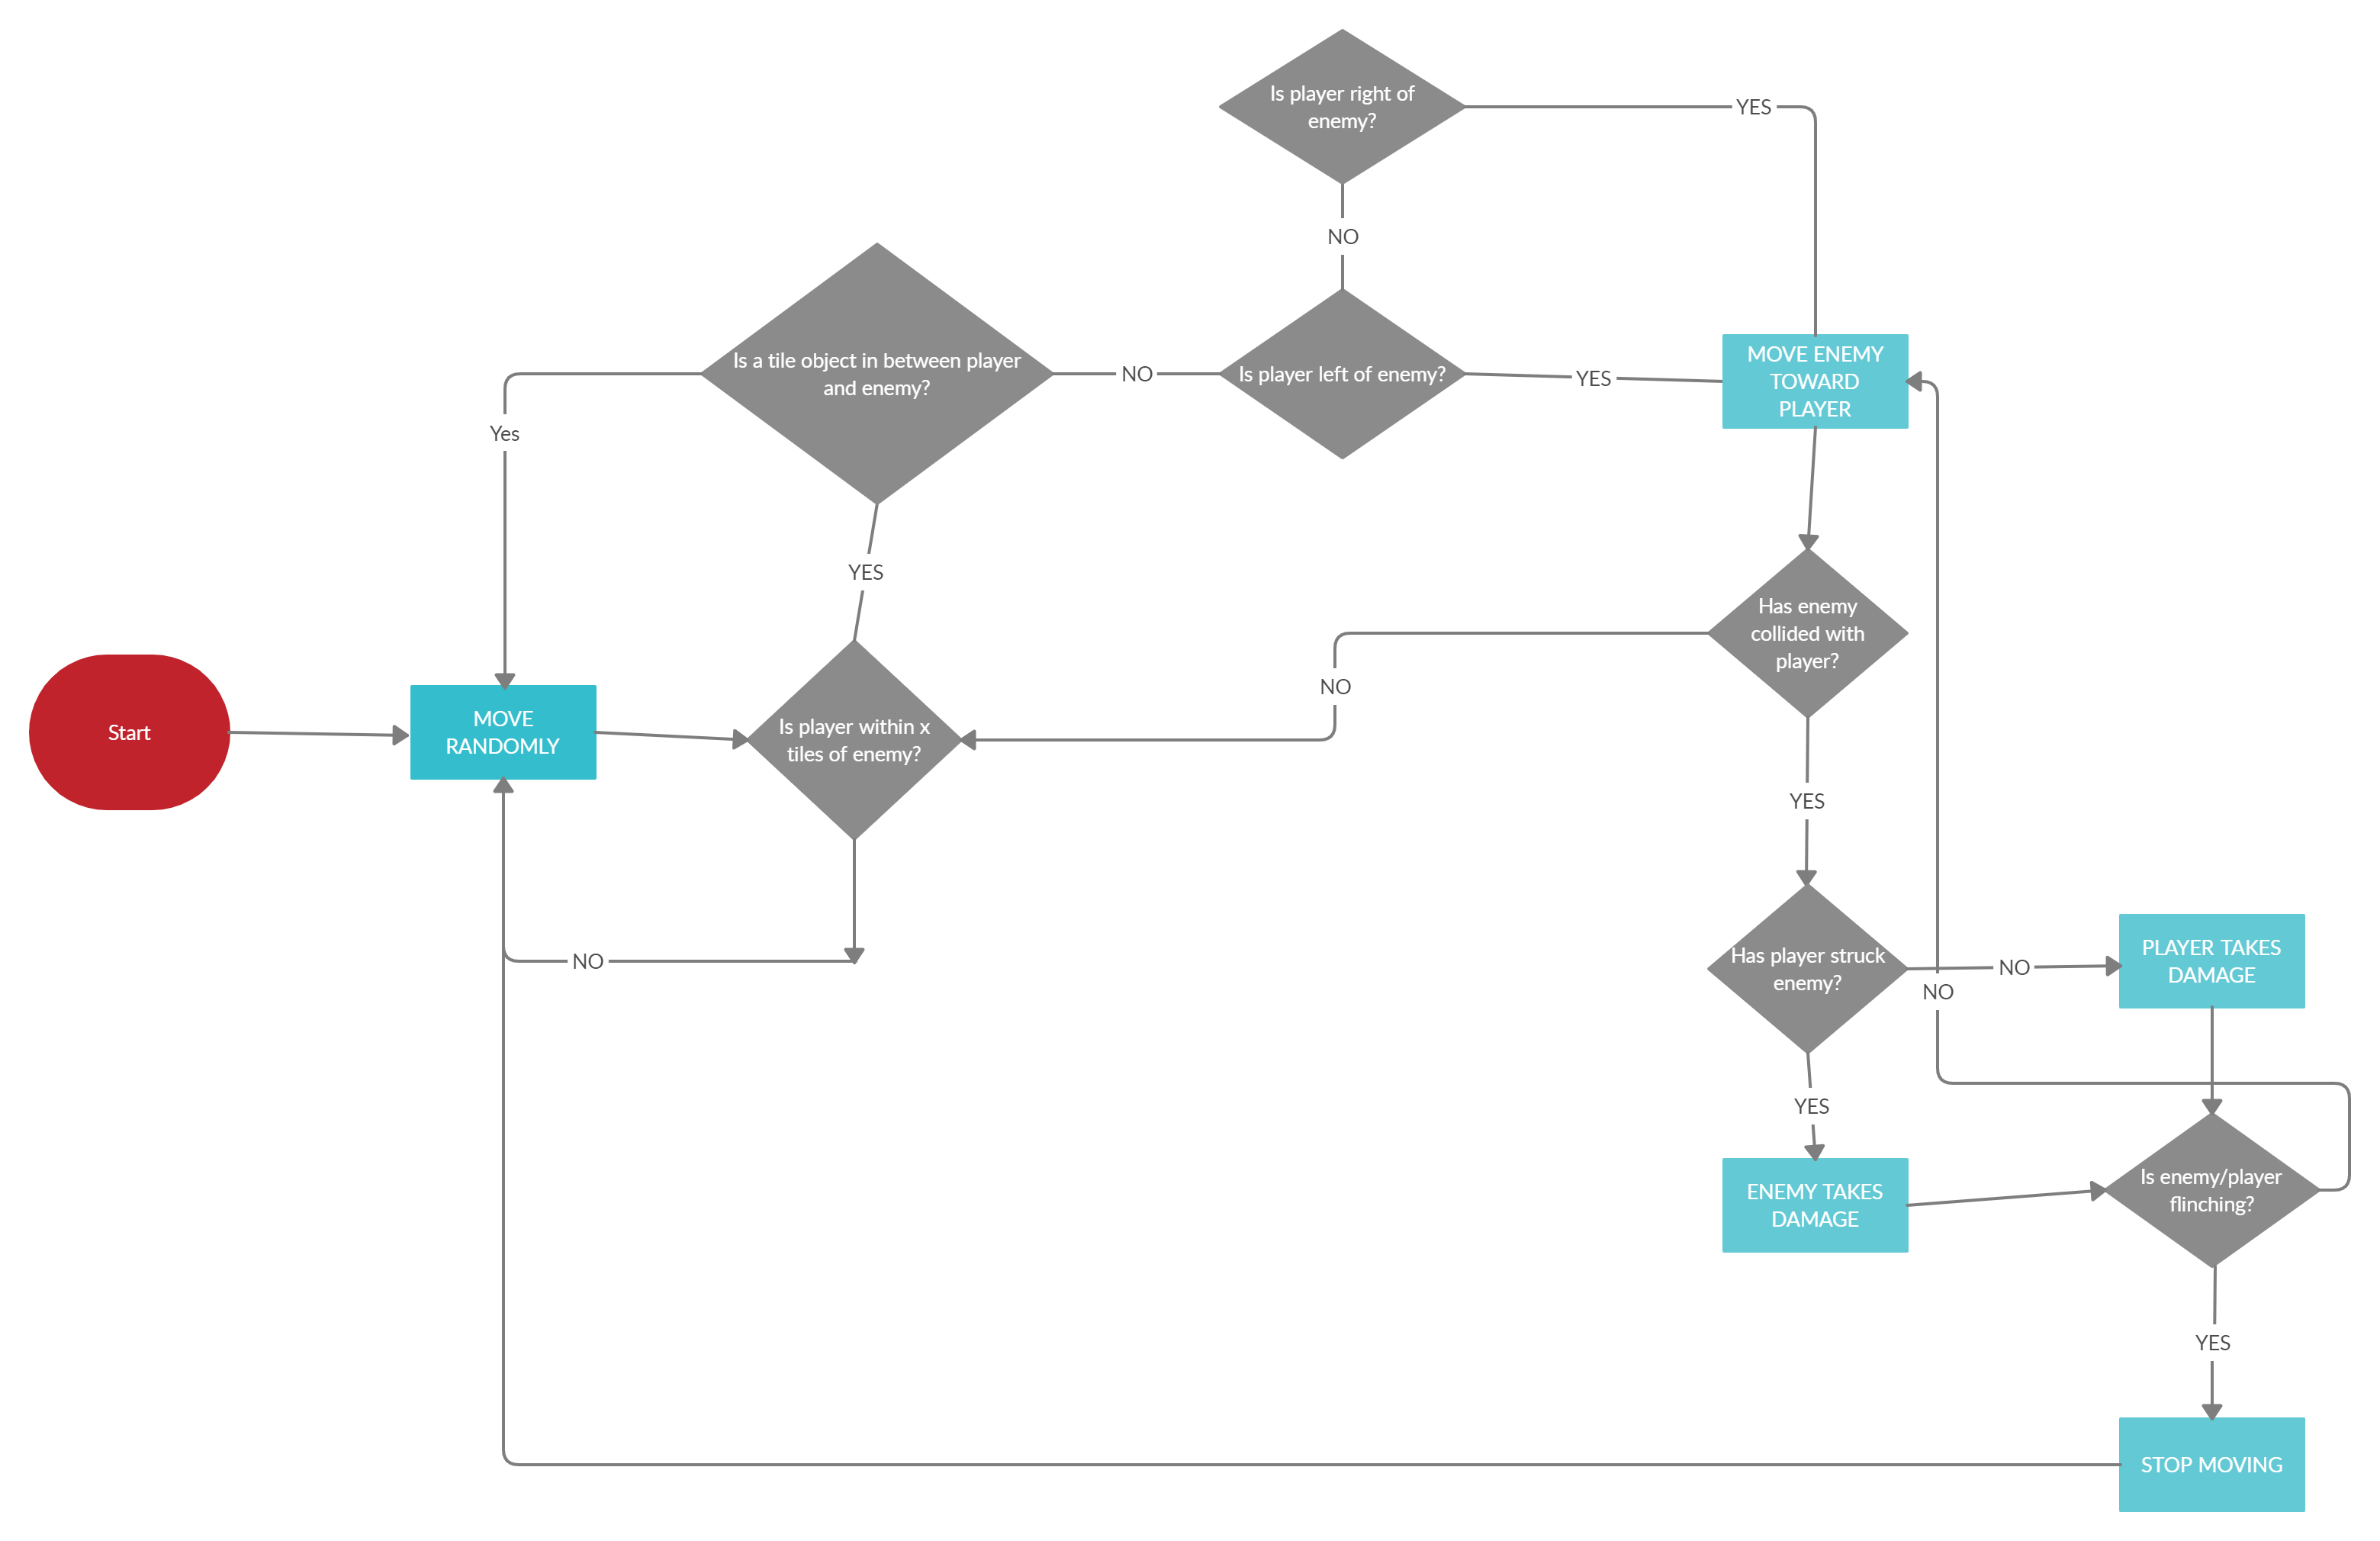 Is player right of
enemy?
YES
NO
Is a tile object in between player
and enemy?
NO
Is player left of enemy?
YES
MOVE ENEMY
TOWARD
PLAYER
Yes
YES
Has enemy
collided with
player?
NO
Start
MOVE
RANDOMLY
Is player within x
tiles of enemy?
YES
NO
Has player struck
enemy?
NO
NO
PLAYER TAKES
DAMAGE
YES
ENEMY TAKES
DAMAGE
Is enemy/player
flinching?
YES
STOP MOVING